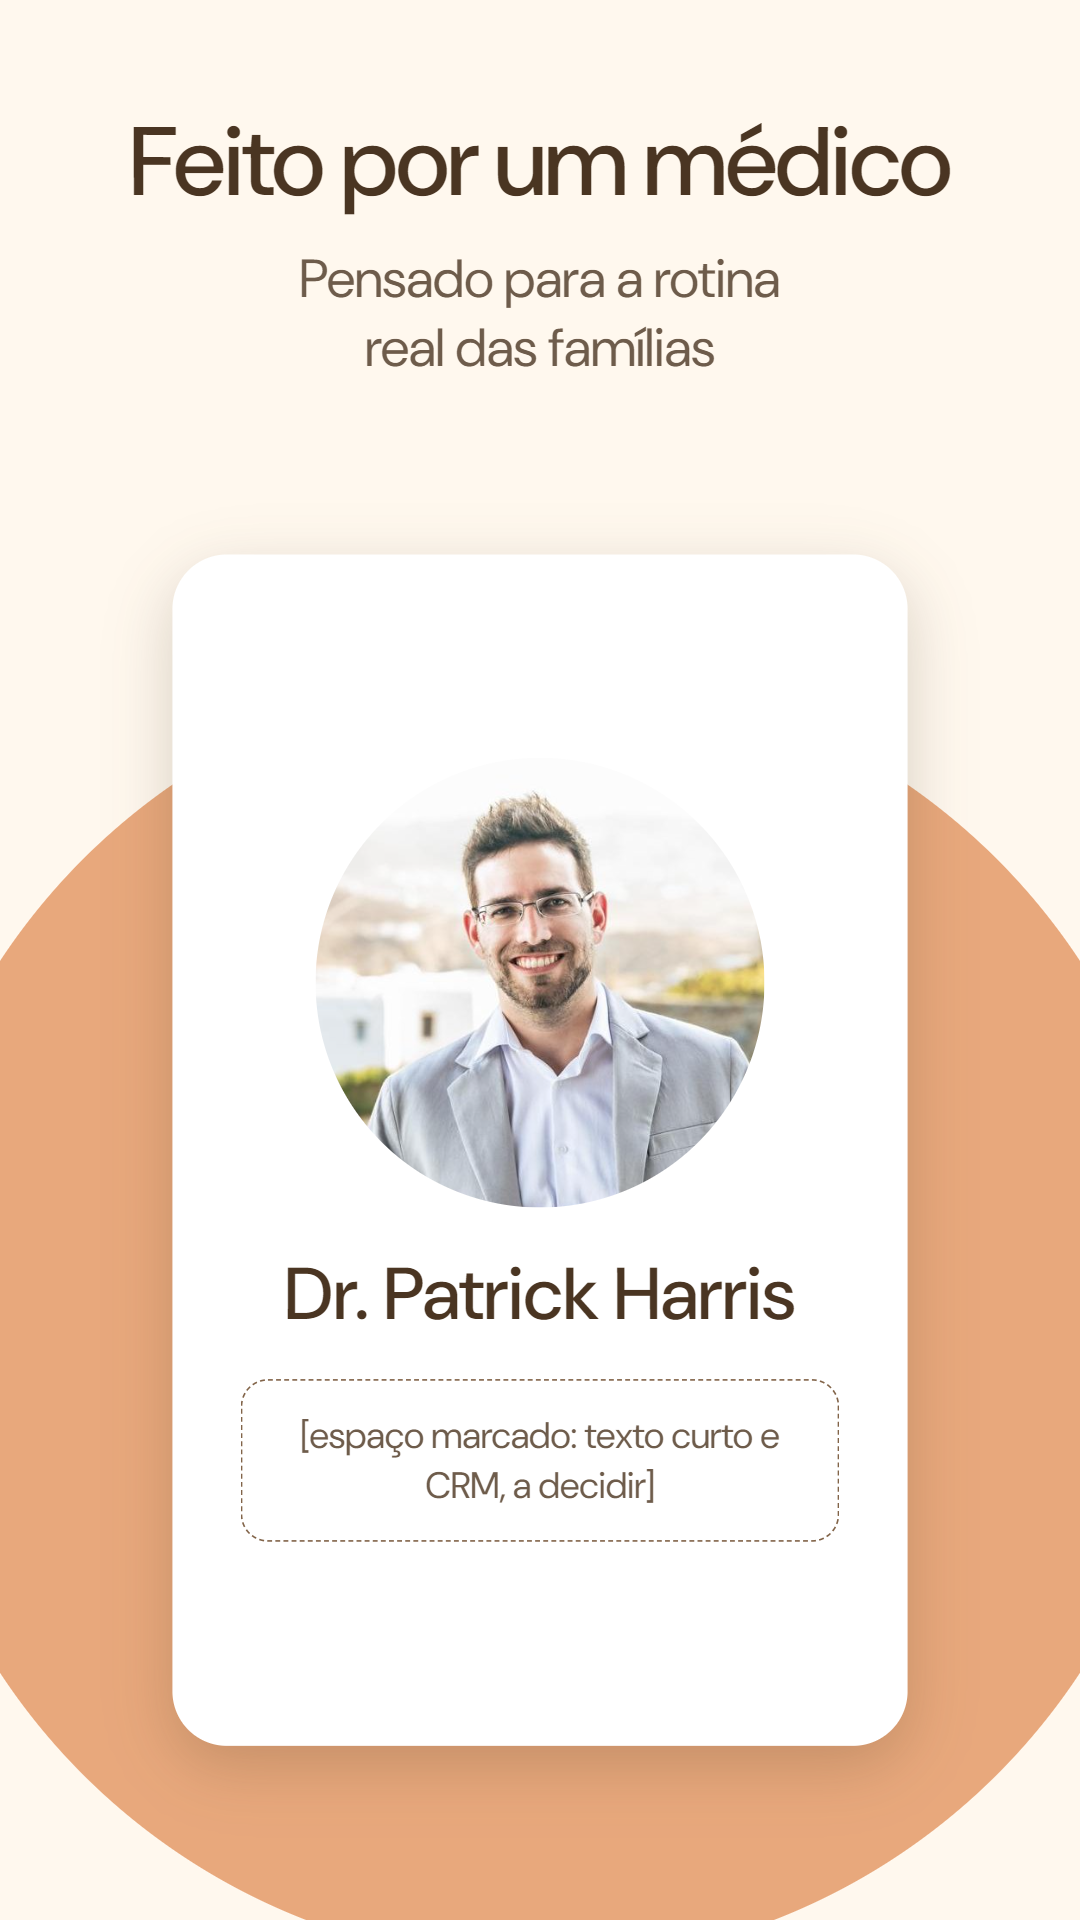 Feito por um médico
Pensado para a rotina
real das famílias
Dr. Patrick Harris
[espaço marcado: texto curto e
CRM, a decidir]